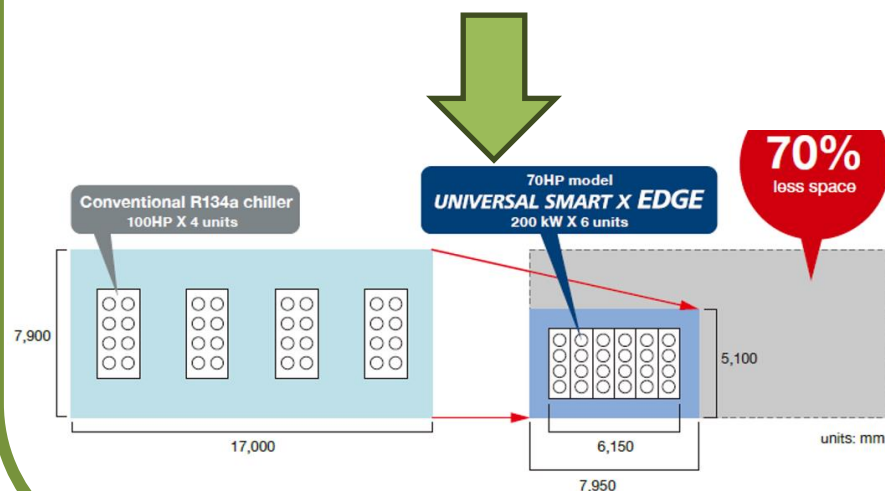 70%
less space
Conventional R134a chiller
100HP X 4 units
70HP model
UNIVERSAL SMART X EDGE
200 kW X 6 units
7,900
5,100
17,000
6,150
7,950
units: mm